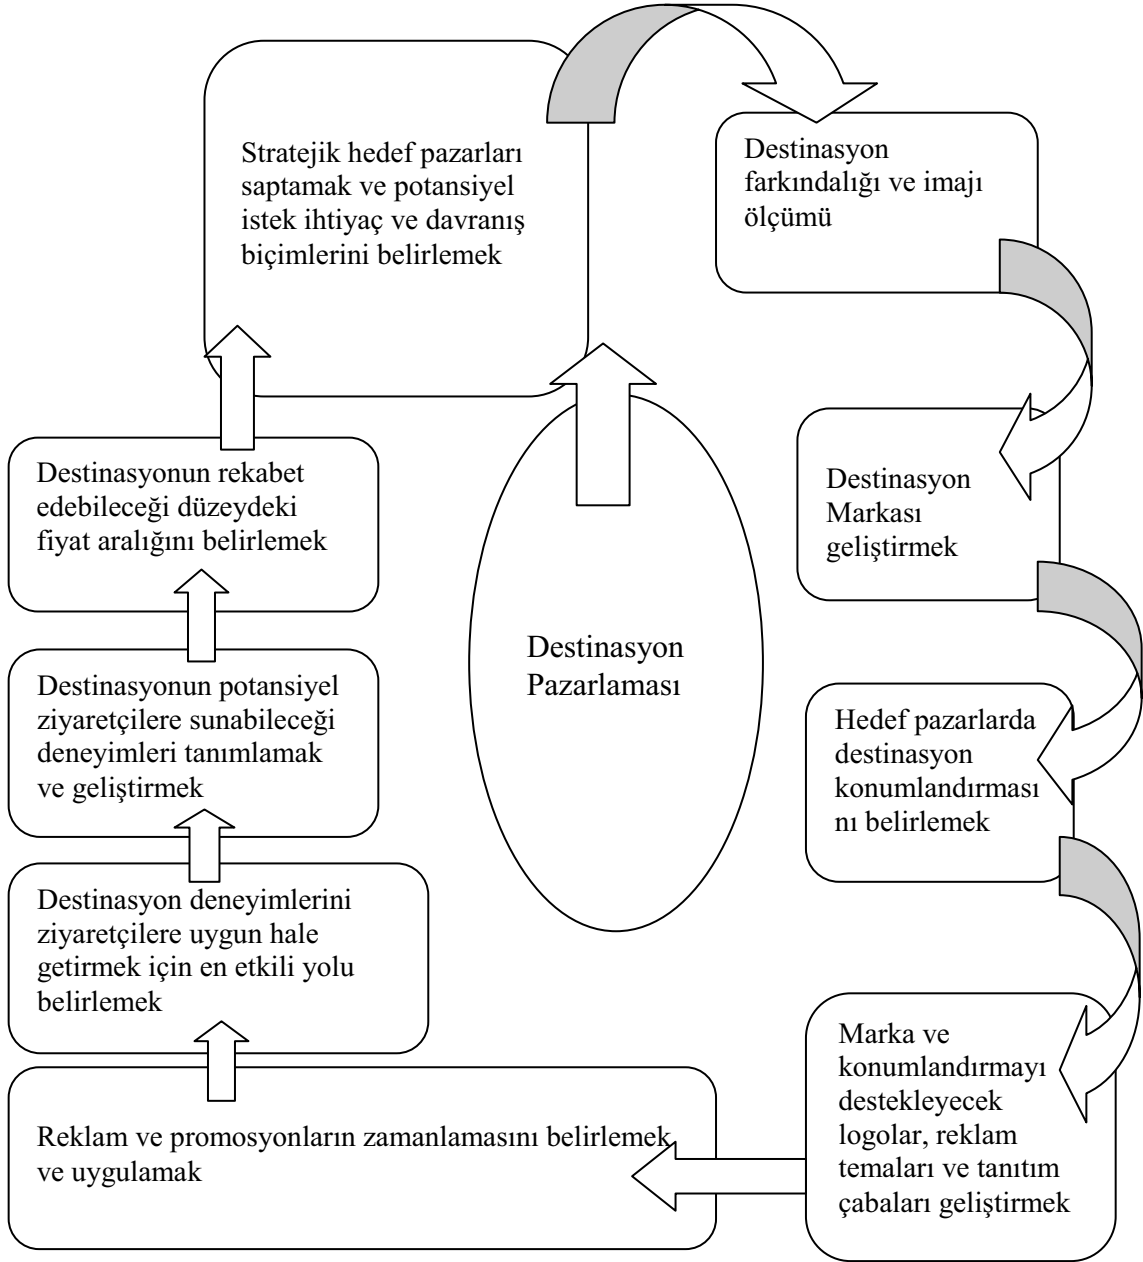 Stratejik hedef pazarları
saptamak ve potansiyel
istek ihtiyaç ve davranış
biçimlerini belirlemek
Destinasyon
farkındalığı ve imajı
ölçümü
Destinasyon
Markası
geliştirmek
Hedef pazarlarda
destinasyon
konumlandırması
nı belirlemek
Marka ve
konumlandırmayı
destekleyecek
logolar, reklam
temaları ve tanıtım
çabaları geliştirmek
Reklam ve promosyonların zamanlamasını belirlemek
ve uygulamak
Destinasyon deneyimlerini
ziyaretçilere uygun hale
getirmek için en etkili yolu
belirlemek
Destinasyonun potansiyel
ziyaretçilere sunabileceği
deneyimleri tanımlamak
ve geliştirmek
Destinasyonun rekabet
edebileceği düzeydeki
fiyat aralığını belirlemek
Destinasyon
Pazarlaması